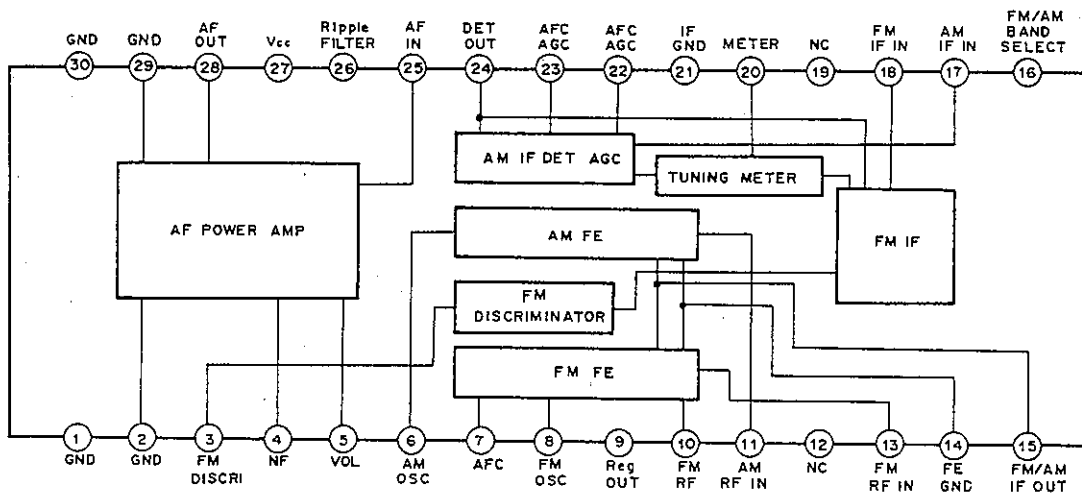 GND
30
GND
29
AF
OUT
28
Vcc
27
Ripple
FILTER
26
AF
IN
25
DET
OUT
24
AFC
AGC
23
AFC
AGC
22
IF
GND
21
METER
20
NC
19
FM
IF IN
18
AM
IF IN
17
FM/AM
BAND
SELECT
16
AM IF DET AGC
TUNING METER
AF POWER AMP
AM FE
FM IF
FM
DISCRIMINATOR
FM FE
1
GND
2
GND
3
FM
DISCRI
4
NF
5
VOL
6
AM
OSC
7
AFC
8
FM
OSC
9
Reg
OUT
10
FM
RF
11
AM
RF IN
12
NC
13
FM
RF IN
14
FE
GND
15
FM/AM
IF OUT